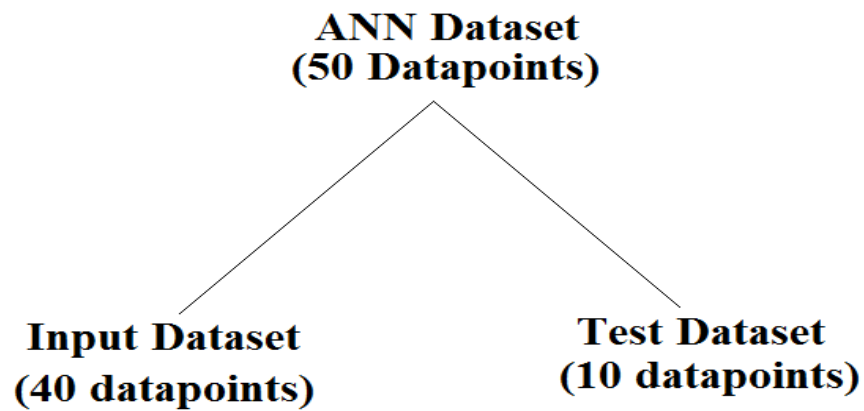 ANN Dataset
(50 Datapoints)
Input Dataset
(40 datapoints)
Test Dataset
(10 datapoints)